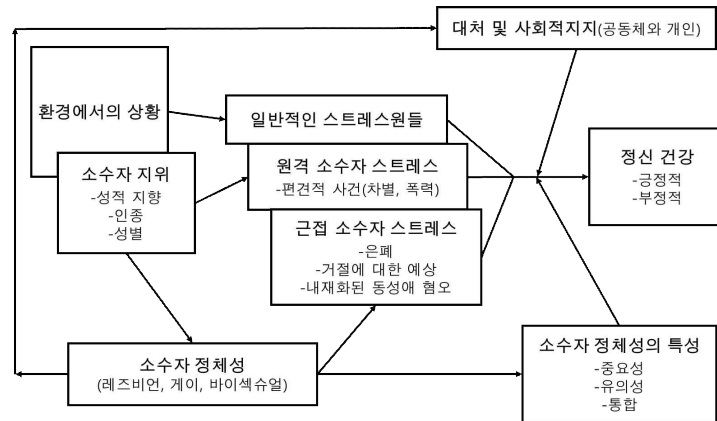 대처 및 사회적지지(공동체와 개인)
환경에서의 상황
일반적인 스트레스원들
소수자 지위
-성적 지향
-인종
-성별
원격 소수자 스트레스
-편견적 사건(차별, 폭력)
정신 건강
-긍정적
-부정적
근접 소수자 스트레스
-은폐
-거절에 대한 예상
-내재화된 동성애 혐오
소수자 정체성
(레즈비언, 게이, 바이섹슈얼)
소수자 정체성의 특성
-중요성
-유의성
-통합